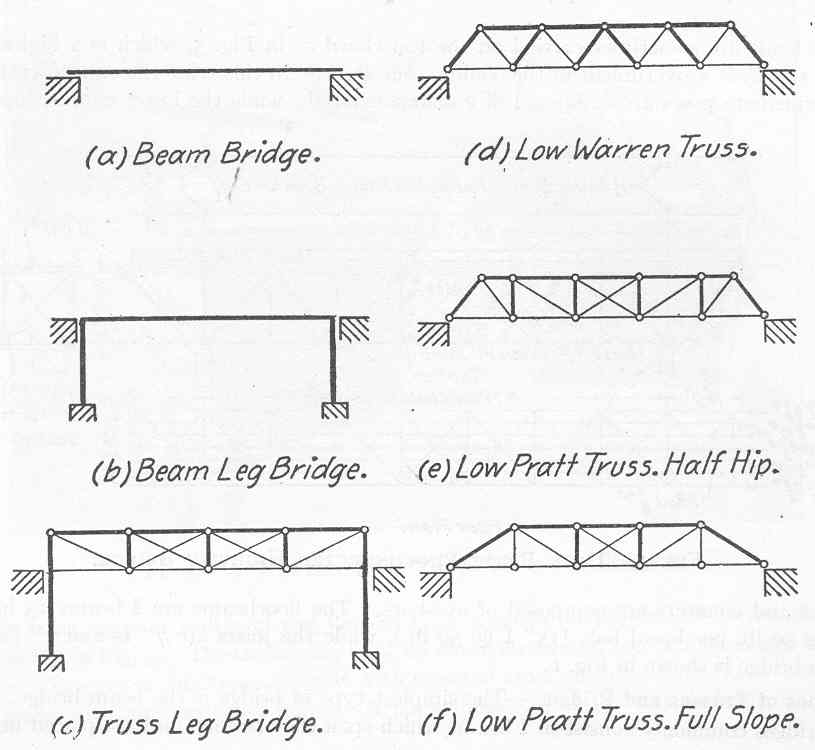 (a) Beam Bridge.
(d) Low Warren Truss.
(b) Beam Leg Bridge.
(e) Low Pratt Truss. Half Hip.
(c) Truss Leg Bridge.
(f) Low Pratt Truss. Full Slope.